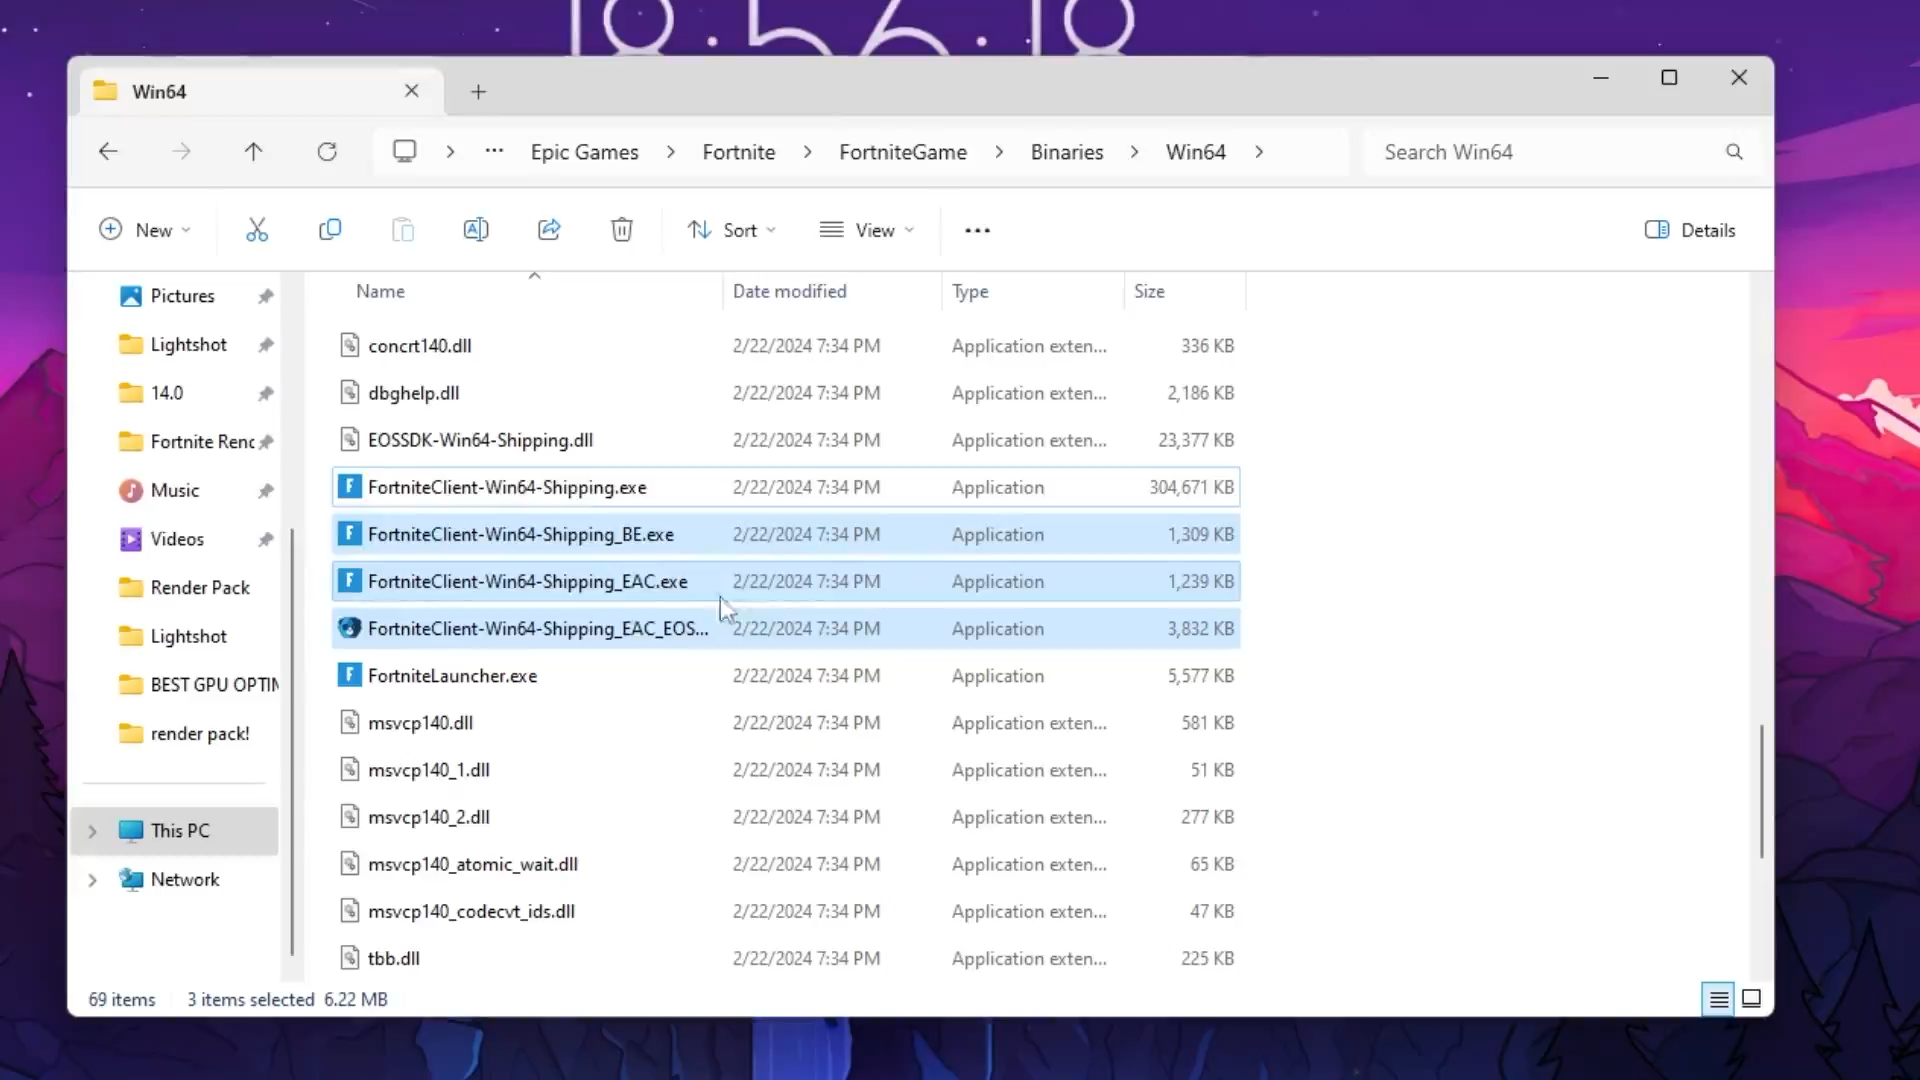 18:56:18
Win64
Epic Games
Fortnite
FortniteGame
Binaries
Win64
Search Win64
New
Sort
View
Details
Name
Date modified
Type
Size
Pictures
Lightshot
14.0
Fortnite Renc
Music
Videos
Render Pack
Lightshot
BEST GPU OPTIM
render pack!
This PC
Network
concrt140.dll 2/22/2024 7:34 PM Application exten... 336 KB
dbghelp.dll 2/22/2024 7:34 PM Application exten... 2,186 KB
EOSSDK-Win64-Shipping.dll 2/22/2024 7:34 PM Application exten... 23,377 KB
FortniteClient-Win64-Shipping.exe 2/22/2024 7:34 PM Application 304,671 KB
FortniteClient-Win64-Shipping_BE.exe 2/22/2024 7:34 PM Application 1,309 KB
FortniteClient-Win64-Shipping_EAC.exe 2/22/2024 7:34 PM Application 1,239 KB
FortniteClient-Win64-Shipping_EAC_EOS... 2/22/2024 7:34 PM Application 3,832 KB
FortniteLauncher.exe 2/22/2024 7:34 PM Application 5,577 KB
msvcp140.dll 2/22/2024 7:34 PM Application exten... 581 KB
msvcp140_1.dll 2/22/2024 7:34 PM Application exten... 51 KB
msvcp140_2.dll 2/22/2024 7:34 PM Application exten... 277 KB
msvcp140_atomic_wait.dll 2/22/2024 7:34 PM Application exten... 65 KB
msvcp140_codecvt_ids.dll 2/22/2024 7:34 PM Application exten... 47 KB
tbb.dll 2/22/2024 7:34 PM Application exten... 225 KB
69 items 3 items selected 6.22 MB